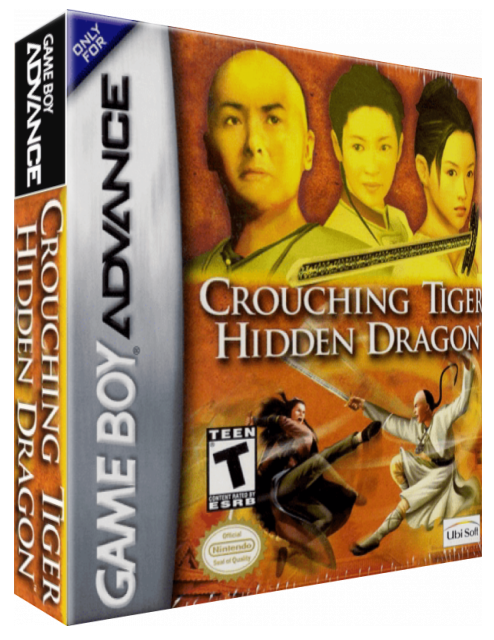 GAME BOY
ADVANCE
CROUCHING TIGER
HIDDEN DRAGON
ONLY
FOR
GAME BOY ADVANCE
CROUCHING TIGER
HIDDEN DRAGON
TEEN
T
CONTENT RATED BY
ESRB
Official
Nintendo
Seal of Quality
Ubi Soft